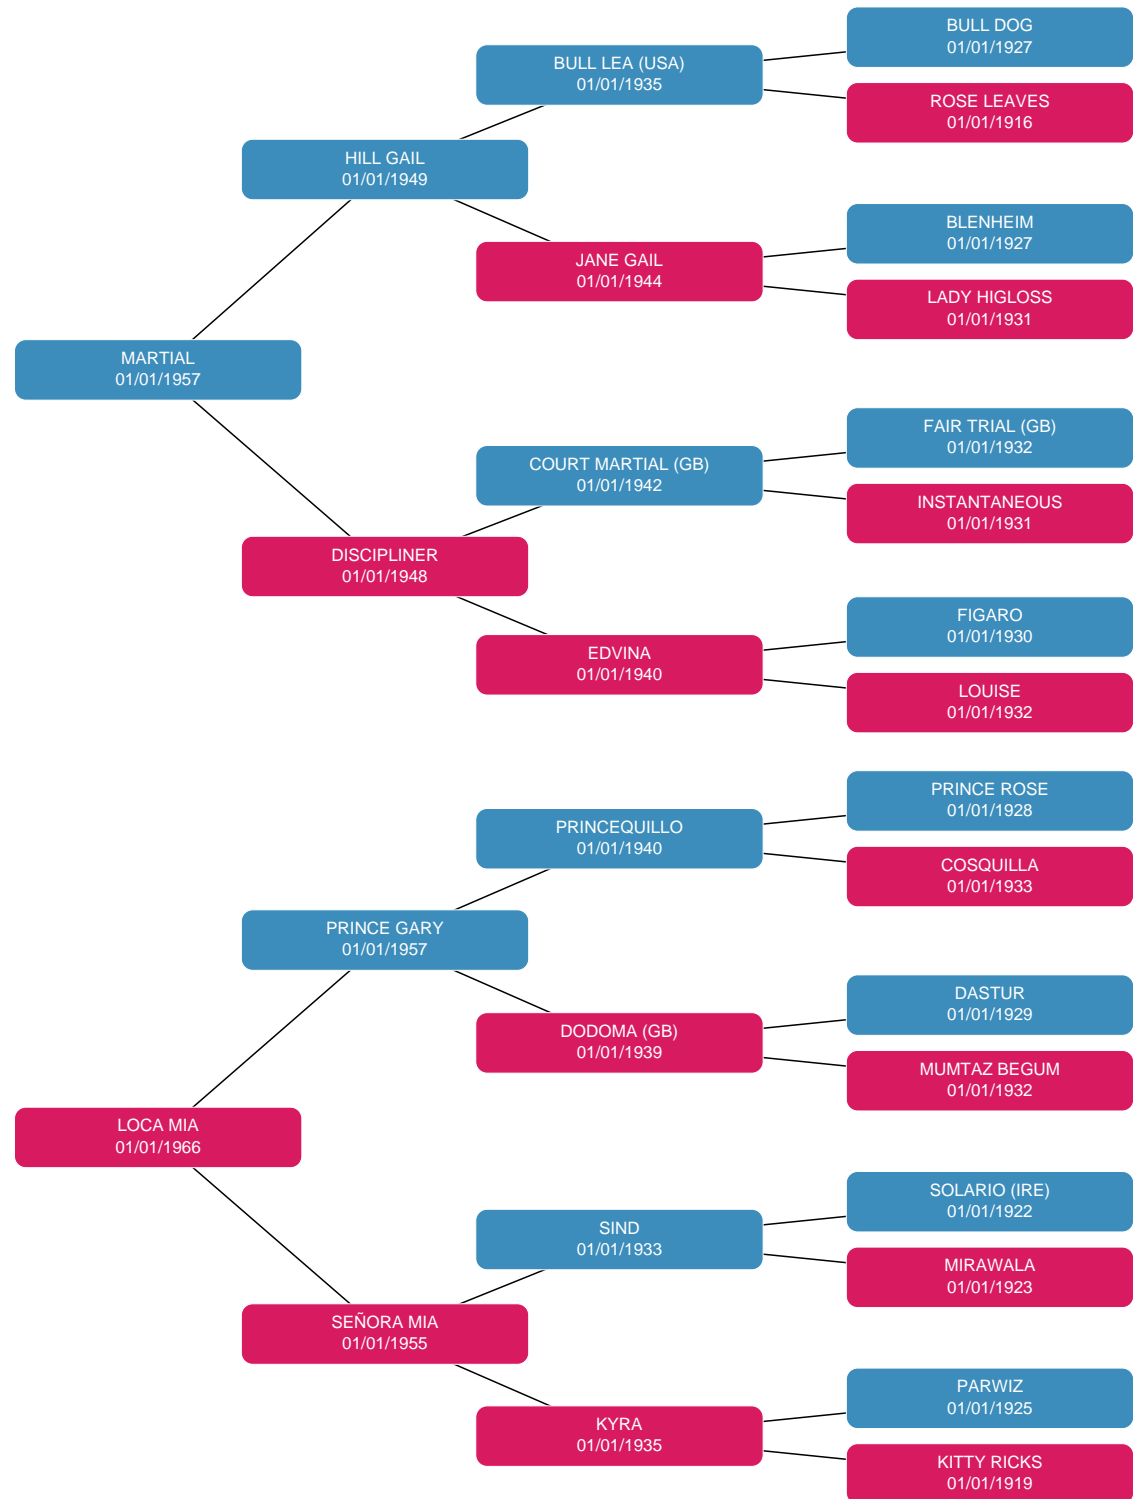 BULL DOG
01/01/1927
BULL LEA (USA)
01/01/1935
ROSE LEAVES
01/01/1916
HILL GAIL
01/01/1949
BLENHEIM
01/01/1927
JANE GAIL
01/01/1944
LADY HIGLOSS
01/01/1931
MARTIAL
01/01/1957
FAIR TRIAL (GB)
01/01/1932
COURT MARTIAL (GB)
01/01/1942
INSTANTANEOUS
01/01/1931
DISCIPLINER
01/01/1948
FIGARO
01/01/1930
EDVINA
01/01/1940
LOUISE
01/01/1932
PRINCE ROSE
01/01/1928
PRINCEQUILLO
01/01/1940
COSQUILLA
01/01/1933
PRINCE GARY
01/01/1957
DASTUR
01/01/1929
DODOMA (GB)
01/01/1939
MUMTAZ BEGUM
01/01/1932
LOCA MIA
01/01/1966
SOLARIO (IRE)
01/01/1922
SIND
01/01/1933
MIRAWALA
01/01/1923
SEÑORA MIA
01/01/1955
PARWIZ
01/01/1925
KYRA
01/01/1935
KITTY RICKS
01/01/1919